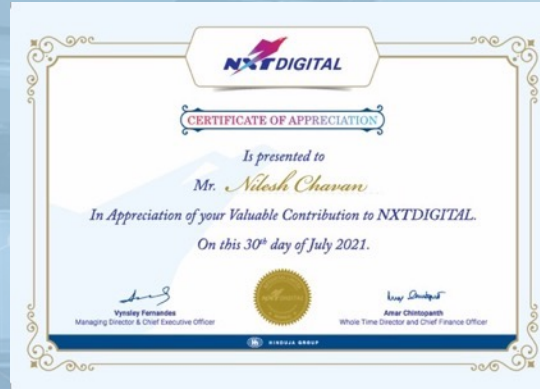 NXTDIGITAL
CERTIFICATE OF APPRECIATION
Is presented to
Mr. Nilesh Chavan
In Appreciation of your Valuable Contribution to NXTDIGITAL.
On this 30th day of July 2021.
NXTDIGITAL
Vynsley Fernandes
Managing Director & Chief Executive Officer
Amar Chintopanth
Whole Time Director and Chief Finance Officer
HINDUJA GROUP